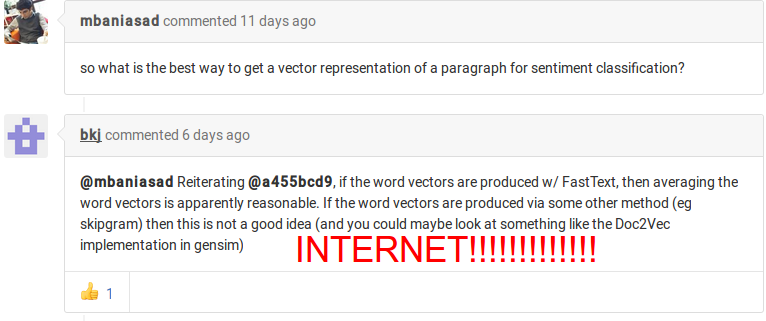 mbaniasad commented 11 days ago
so what is the best way to get a vector representation of a paragraph for sentiment classification?
bkj commented 6 days ago
@mbaniasad Reiterating @a455bcd9, if the word vectors are produced w/ FastText, then averaging the
word vectors is apparently reasonable. If the word vectors are produced via some other method (eg
skipgram) then this is not a good idea (and you could maybe look at something like the Doc2Vec
implementation in gensim)
INTERNET!!!!!!!!!!!!!
👍 1